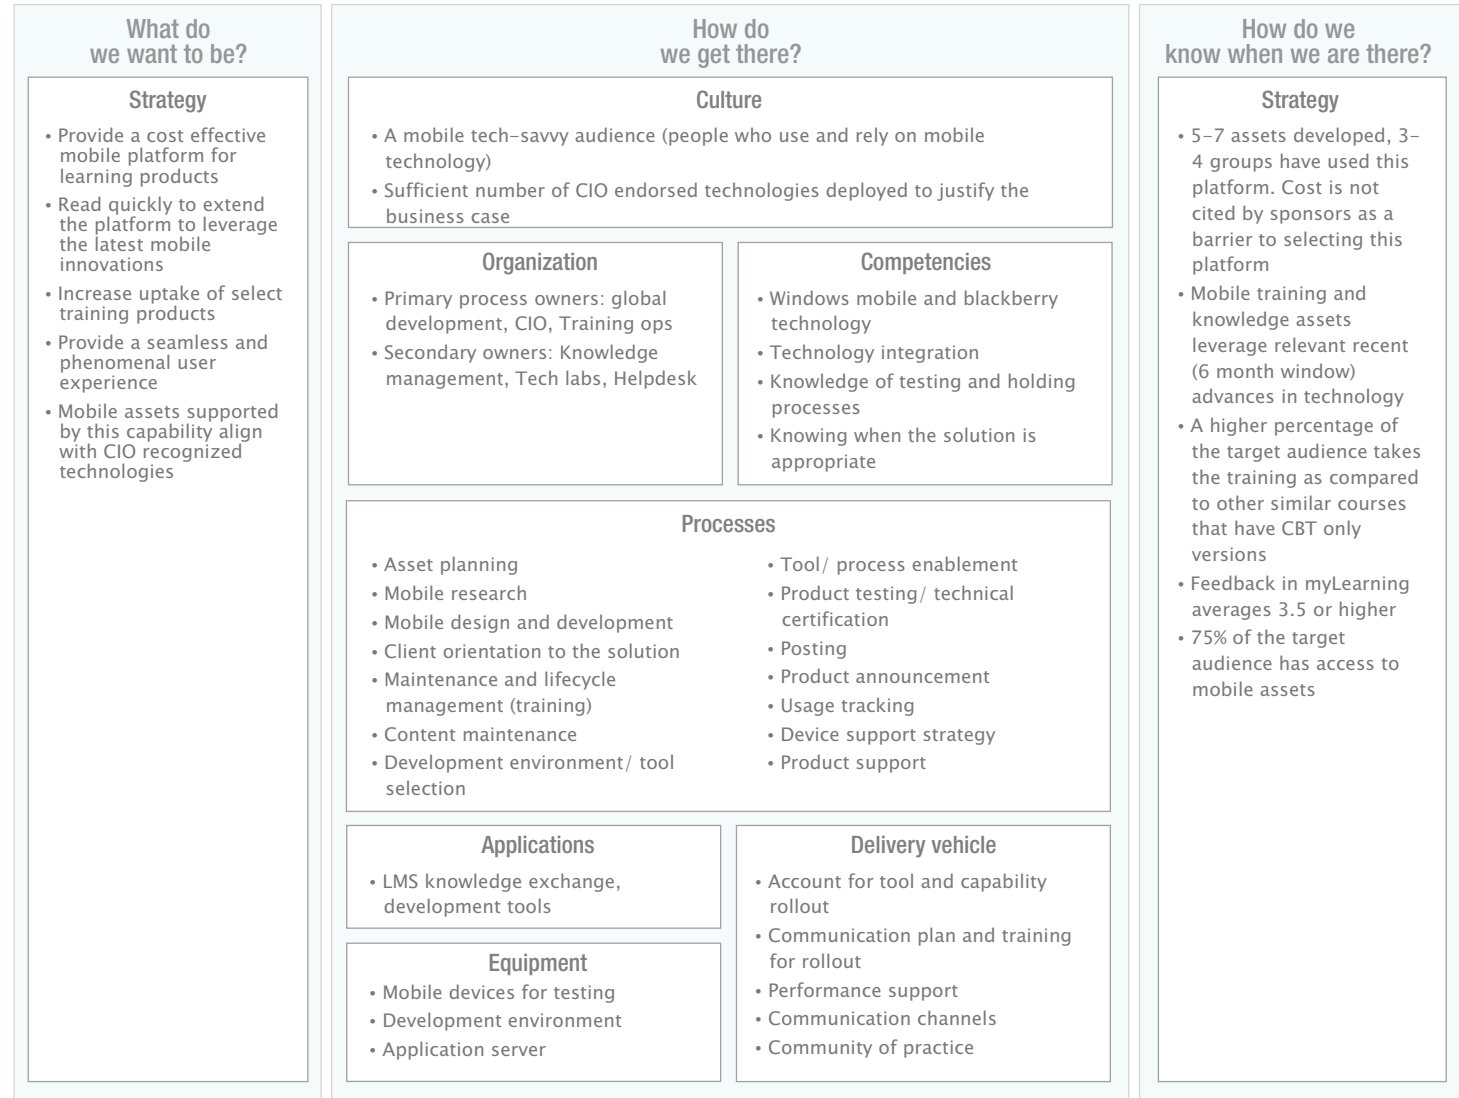 What do
we want to be?
Strategy
• Provide a cost effective
mobile platform for
learning products
• Read quickly to extend
the platform to leverage
the latest mobile
innovations
• Increase uptake of select
training products
• Provide a seamless and
phenomenal user
experience
• Mobile assets supported
by this capability align
with CIO recognized
technologies
How do
we get there?
Culture
• A mobile tech-savvy audience (people who use and rely on mobile
technology)
• Sufficient number of CIO endorsed technologies deployed to justify the
business case
Organization
• Primary process owners: global
development, CIO, Training ops
• Secondary owners: Knowledge
management, Tech labs, Helpdesk
Competencies
• Windows mobile and blackberry
technology
• Technology integration
• Knowledge of testing and holding
processes
• Knowing when the solution is
appropriate
Processes
• Asset planning
• Mobile research
• Mobile design and development
• Client orientation to the solution
• Maintenance and lifecycle
management (training)
• Content maintenance
• Development environment/ tool
selection
• Tool/ process enablement
• Product testing/ technical
certification
• Posting
• Product announcement
• Usage tracking
• Device support strategy
• Product support
Applications
• LMS knowledge exchange,
development tools
Equipment
• Mobile devices for testing
• Development environment
• Application server
Delivery vehicle
• Account for tool and capability
rollout
• Communication plan and training
for rollout
• Performance support
• Communication channels
• Community of practice
How do we
know when we are there?
Strategy
• 5-7 assets developed, 3-
4 groups have used this
platform. Cost is not
cited by sponsors as a
barrier to selecting this
platform
• Mobile training and
knowledge assets
leverage relevant recent
(6 month window)
advances in technology
• A higher percentage of
the target audience takes
the training as compared
to other similar courses
that have CBT only
versions
• Feedback in myLearning
averages 3.5 or higher
• 75% of the target
audience has access to
mobile assets